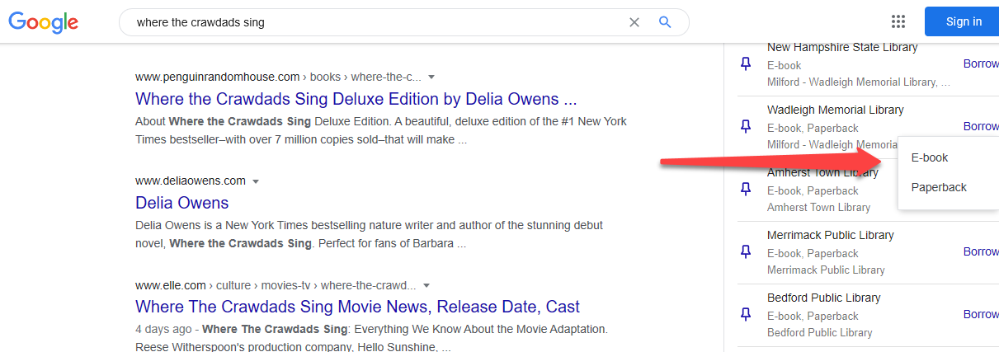 Google
where the crawdads sing
Sign in
www.penguinrandomhouse.com › books › where-the-c...
Where the Crawdads Sing Deluxe Edition by Delia Owens ...
About Where the Crawdads Sing Deluxe Edition. A beautiful, deluxe edition of the #1 New York
Times bestseller–with over 7 million copies sold–that will make ...
www.deliaowens.com
Delia Owens
Delia Owens is a New York Times bestselling nature writer and author of the stunning debut
novel, Where the Crawdads Sing. Perfect for fans of Barbara ...
www.elle.com › culture › movies-tv › where-the-crawd...
Where The Crawdads Sing Movie News, Release Date, Cast
4 days ago - Where The Crawdads Sing: Everything We Know About the Movie Adaptation.
Reese Witherspoon's production company, Hello Sunshine, ...
New Hampshire State Library
E-book
Borrow
Milford - Wadleigh Memorial Library, ...
Wadleigh Memorial Library
E-book, Paperback
Borrow
Milford - Wadleigh Memoria
E-book
Paperback
Amherst Town Library
E-book, Paperback
Amherst Town Library
Merrimack Public Library
E-book, Paperback
Borrow
Merrimack Public Library
Bedford Public Library
E-book, Paperback
Borrow
Bedford Public Library